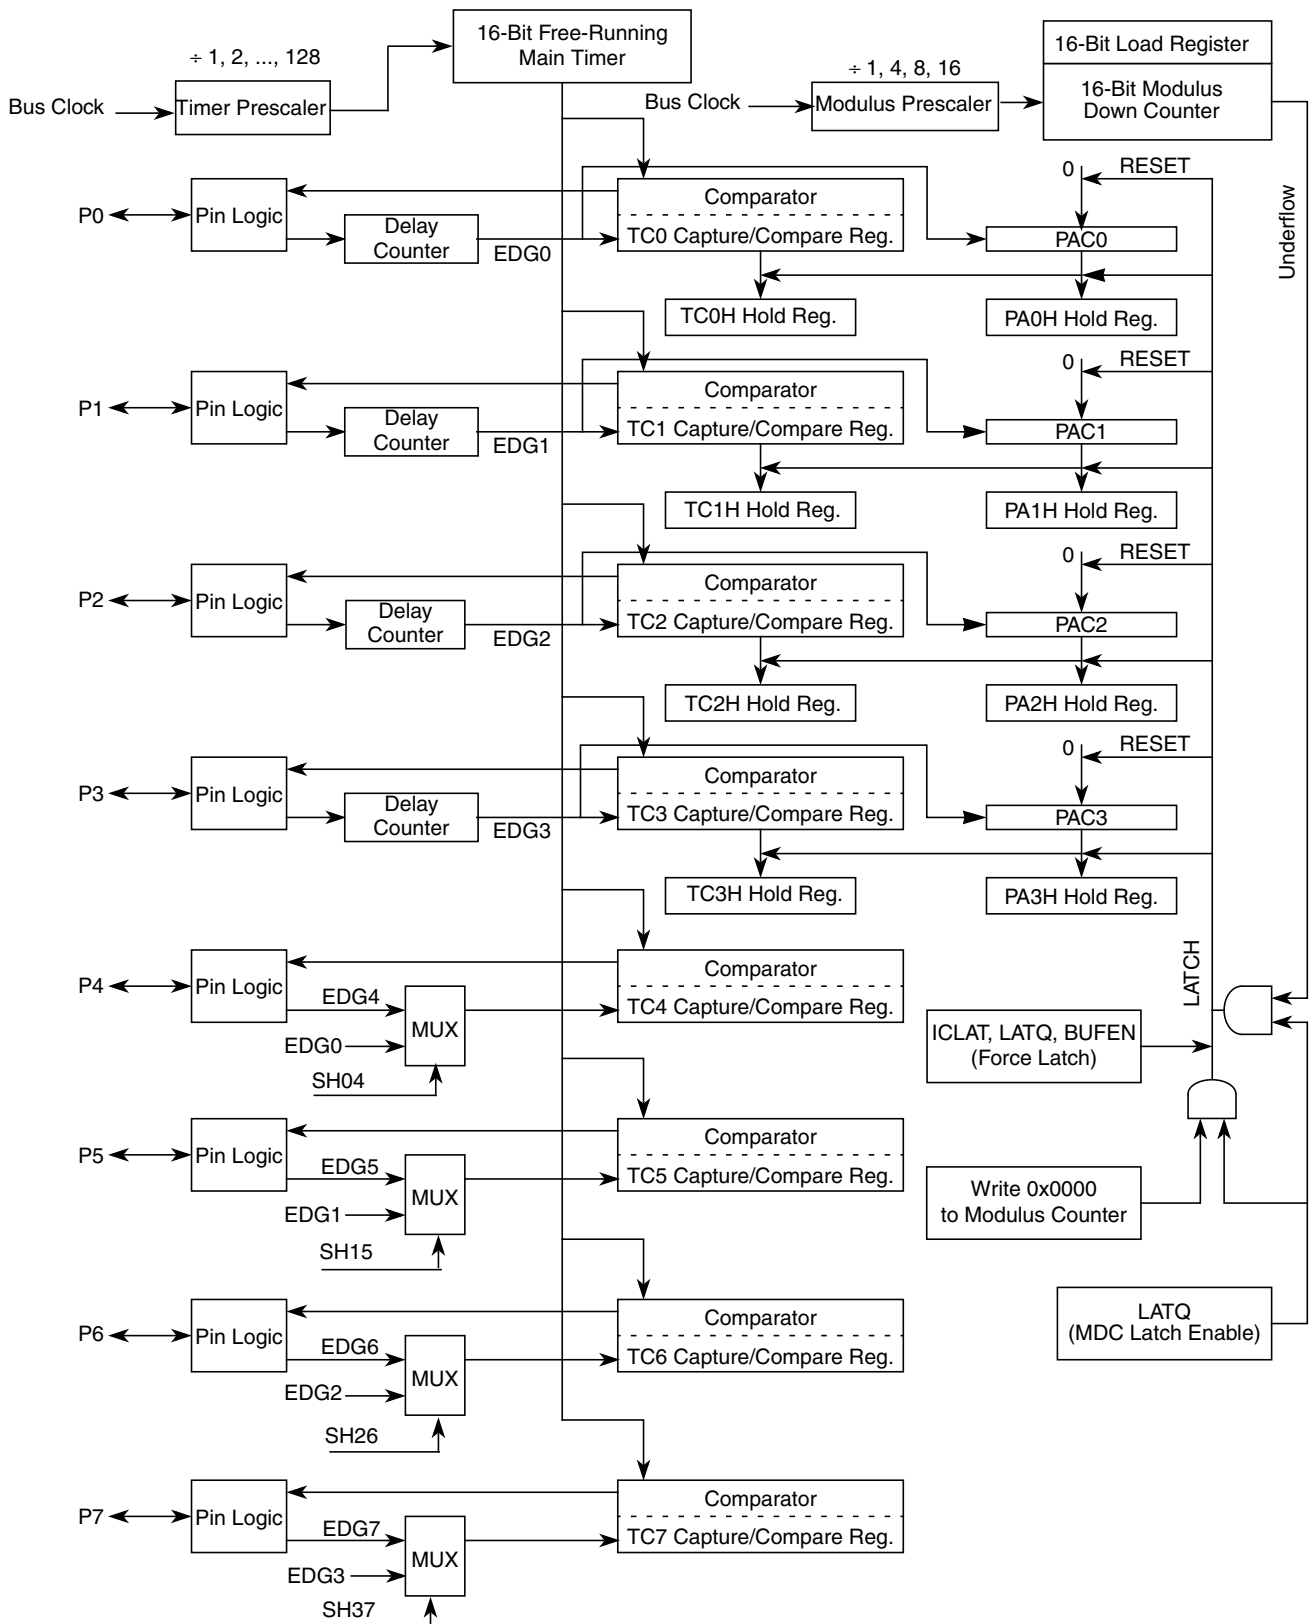 16-Bit Free-Running
Main Timer
÷ 1, 2, ..., 128
Bus Clock
Timer Prescaler
÷ 1, 4, 8, 16
Bus Clock
Modulus Prescaler
16-Bit Load Register
16-Bit Modulus
Down Counter
Underflow
P0
Pin Logic
Delay
Counter
EDG0
Comparator
TC0 Capture/Compare Reg.
TC0H Hold Reg.
0
RESET
PAC0
PA0H Hold Reg.
P1
Pin Logic
Delay
Counter
EDG1
Comparator
TC1 Capture/Compare Reg.
TC1H Hold Reg.
0
RESET
PAC1
PA1H Hold Reg.
P2
Pin Logic
Delay
Counter
EDG2
Comparator
TC2 Capture/Compare Reg.
TC2H Hold Reg.
0
RESET
PAC2
PA2H Hold Reg.
P3
Pin Logic
Delay
Counter
EDG3
Comparator
TC3 Capture/Compare Reg.
TC3H Hold Reg.
0
RESET
PAC3
PA3H Hold Reg.
LATCH
P4
Pin Logic
EDG4
EDG0
MUX
SH04
Comparator
TC4 Capture/Compare Reg.
ICLAT, LATQ, BUFEN
(Force Latch)
P5
Pin Logic
EDG5
EDG1
MUX
SH15
Comparator
TC5 Capture/Compare Reg.
Write 0x0000
to Modulus Counter
P6
Pin Logic
EDG6
EDG2
MUX
SH26
Comparator
TC6 Capture/Compare Reg.
LATQ
(MDC Latch Enable)
P7
Pin Logic
EDG7
EDG3
MUX
SH37
Comparator
TC7 Capture/Compare Reg.